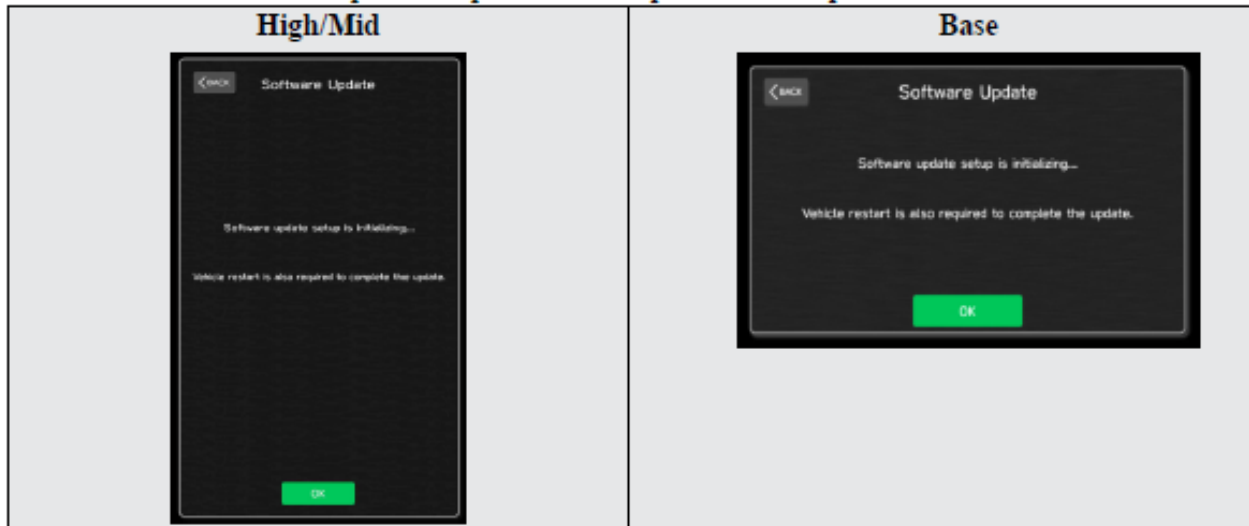 High/Mid
Base
BACK
Software Update
Software update setup is initializing...
Vehicle restart is also required to complete the update.
OK
BACK
Software Update
Software update setup is initializing...
Vehicle restart is also required to complete the update.
OK